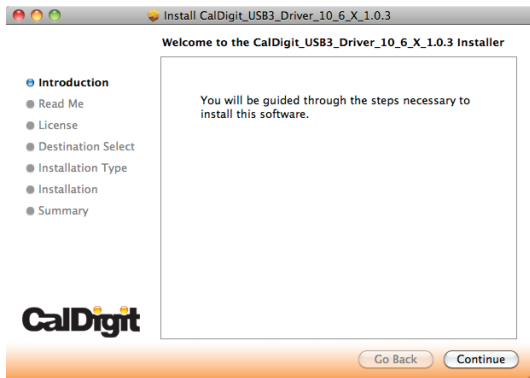 Install CalDigit_USB3_Driver_10_6_X_1.0.3
Welcome to the CalDigit_USB3_Driver_10_6_X_1.0.3 Installer
Introduction
Read Me
License
Destination Select
Installation Type
Installation
Summary
You will be guided through the steps necessary to
install this software.
CalDigit
Go Back
Continue